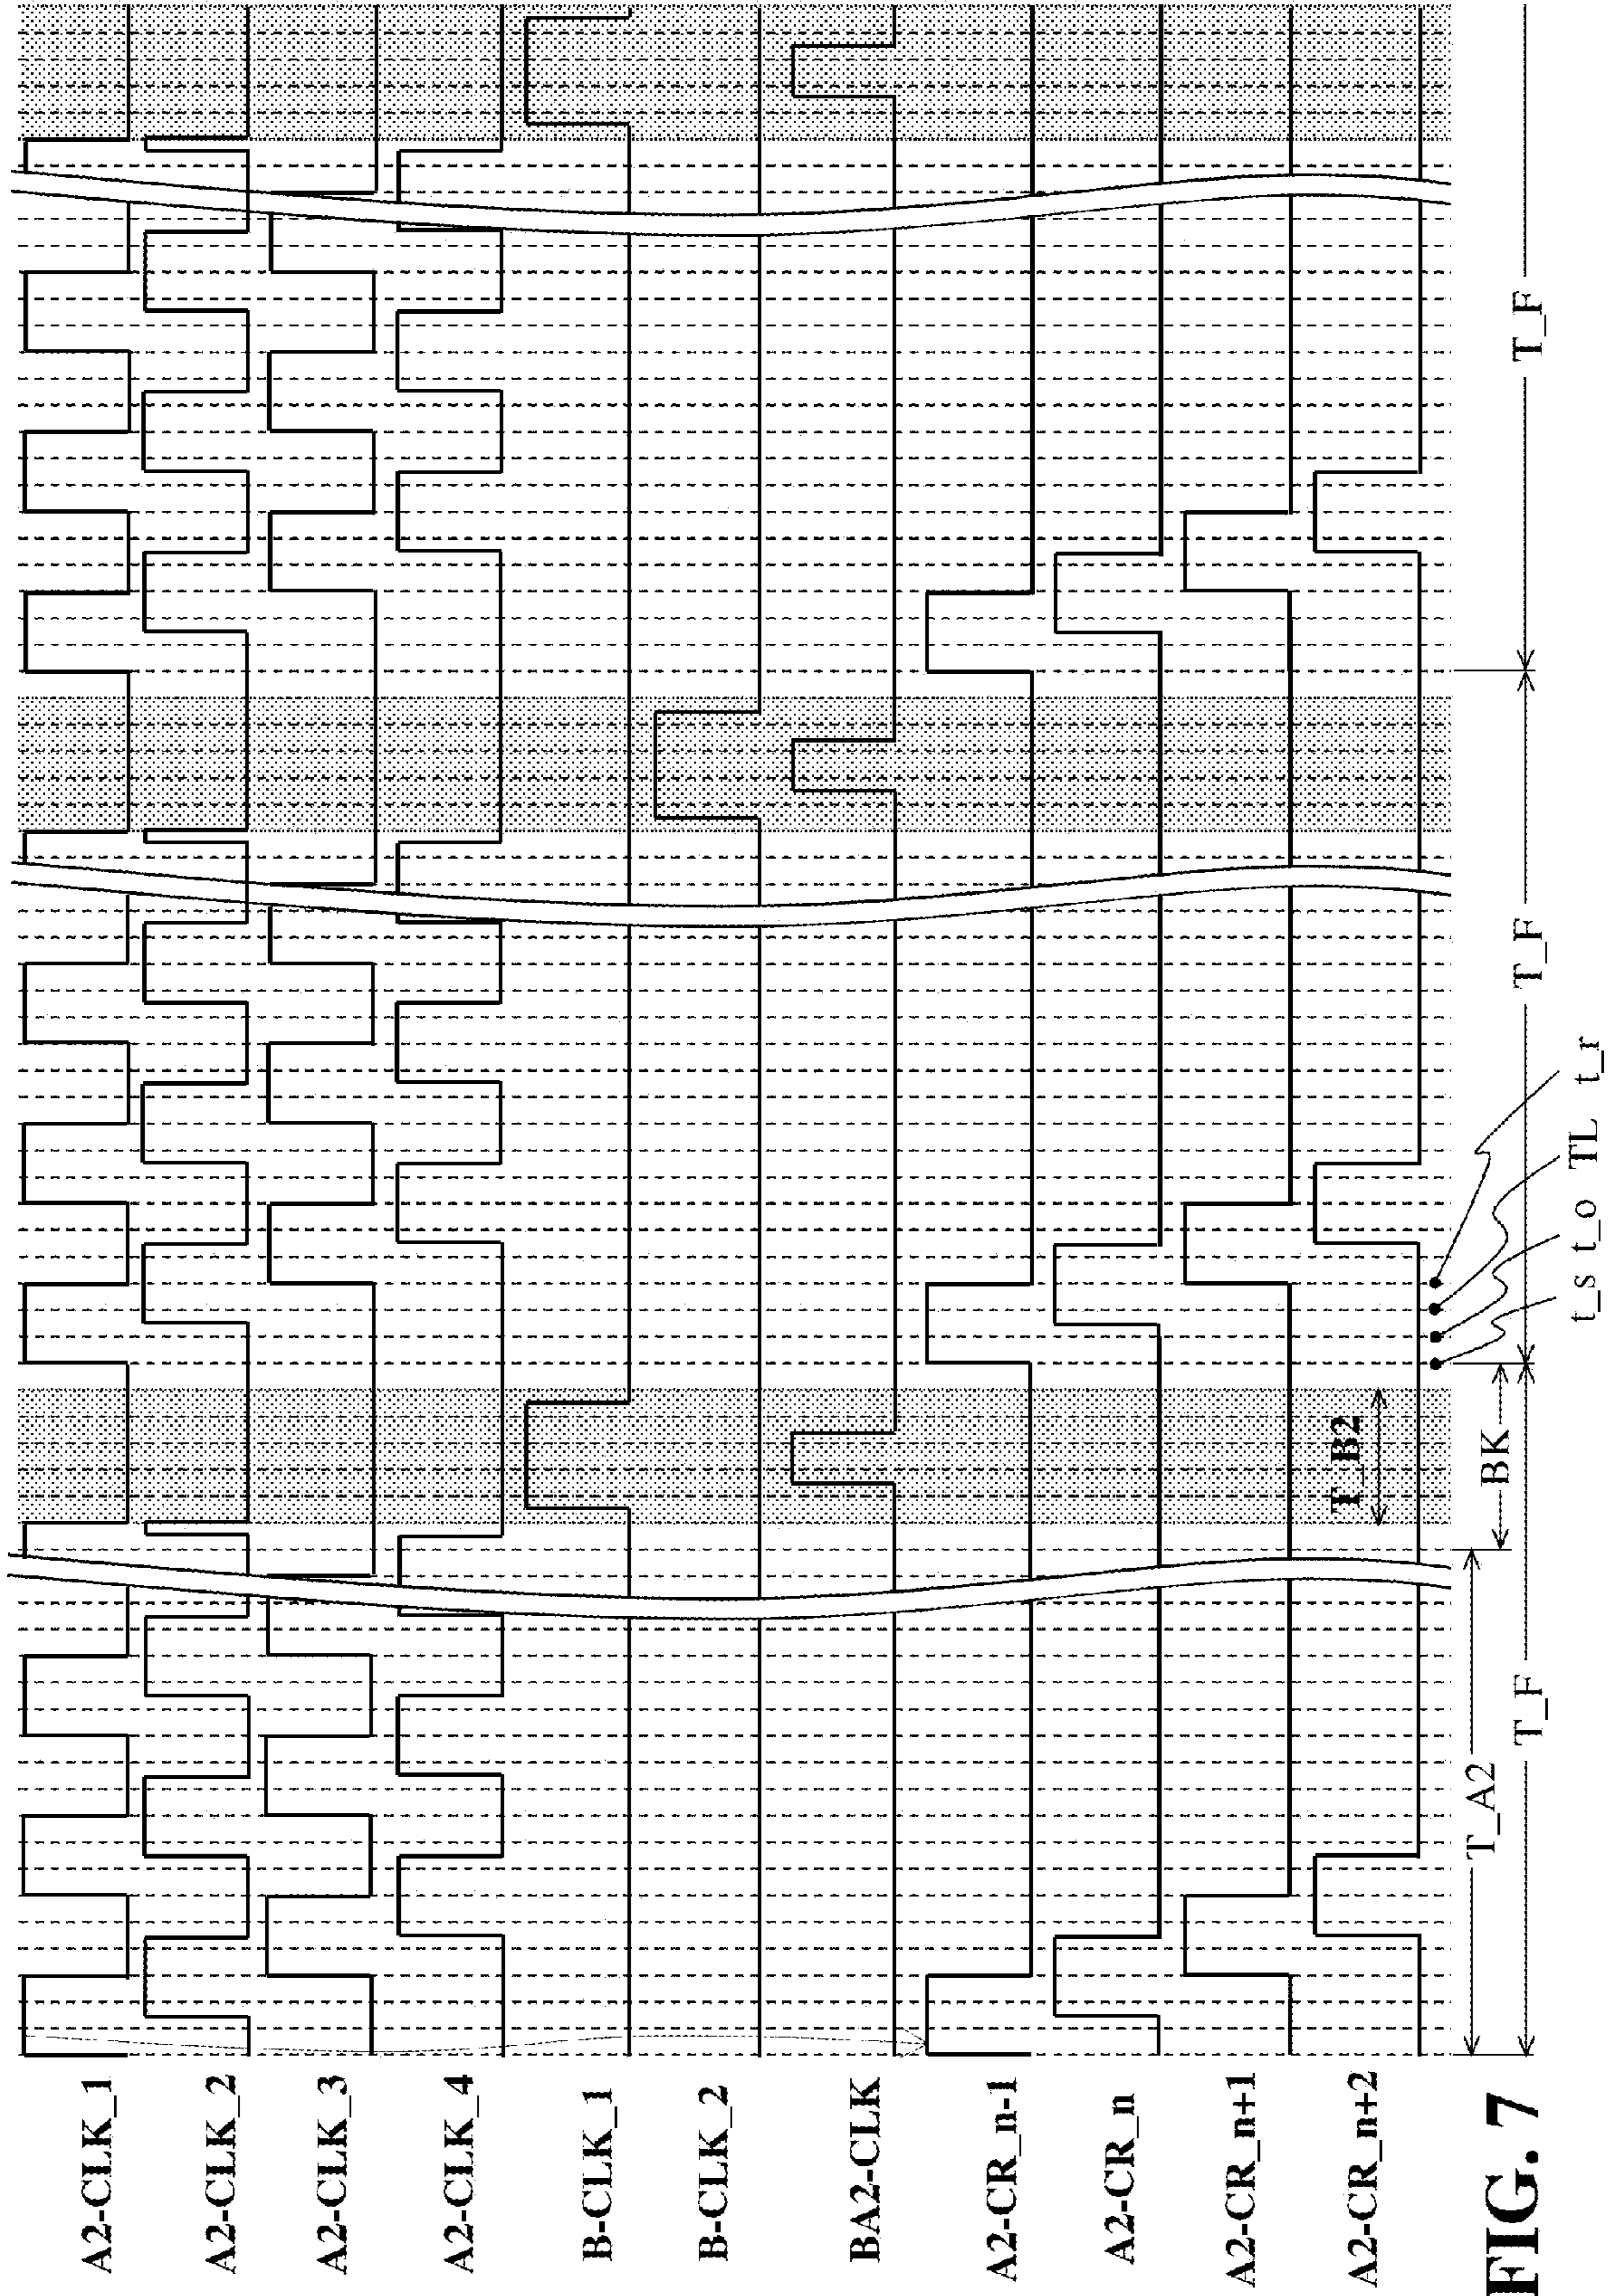 A2-CLK_1
A2-CLK_2
A2-CLK_3
A2-CLK_4
B-CLK_1
B-CLK_2
BA2-CLK
A2-CR_n-1
A2-CR_n
A2-CR_n+1
A2-CR_n+2
T_B2
T_A2
BK
T_F
T_F
T_F
t_s
t_o
TL
t_r
FIG. 7